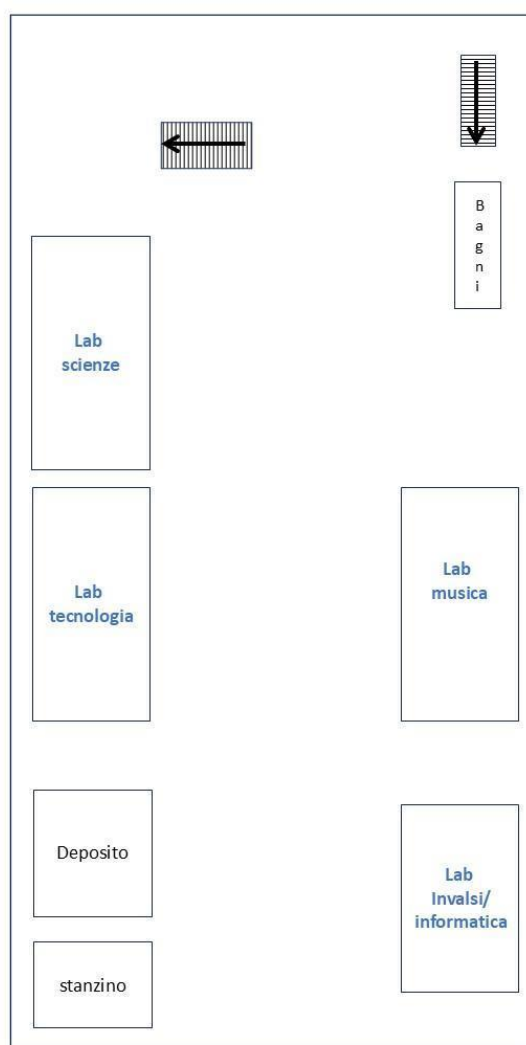 B
a
g
n
i
Lab
scienze
Lab
tecnologia
Lab
musica
Deposito
Lab
Invalsi/
informatica
stanzino